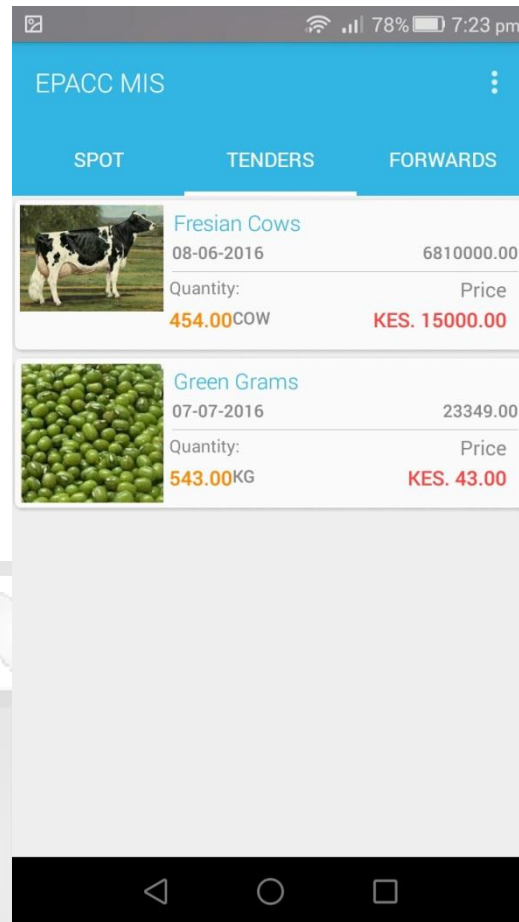 78% 7:23 pm
EPACC MIS
SPOT TENDERS FORWARDS
Fresian Cows
08-06-2016 6810000.00
Quantity: Price
454.00COW KES. 15000.00
Green Grams
07-07-2016 23349.00
Quantity: Price
543.00KG KES. 43.00